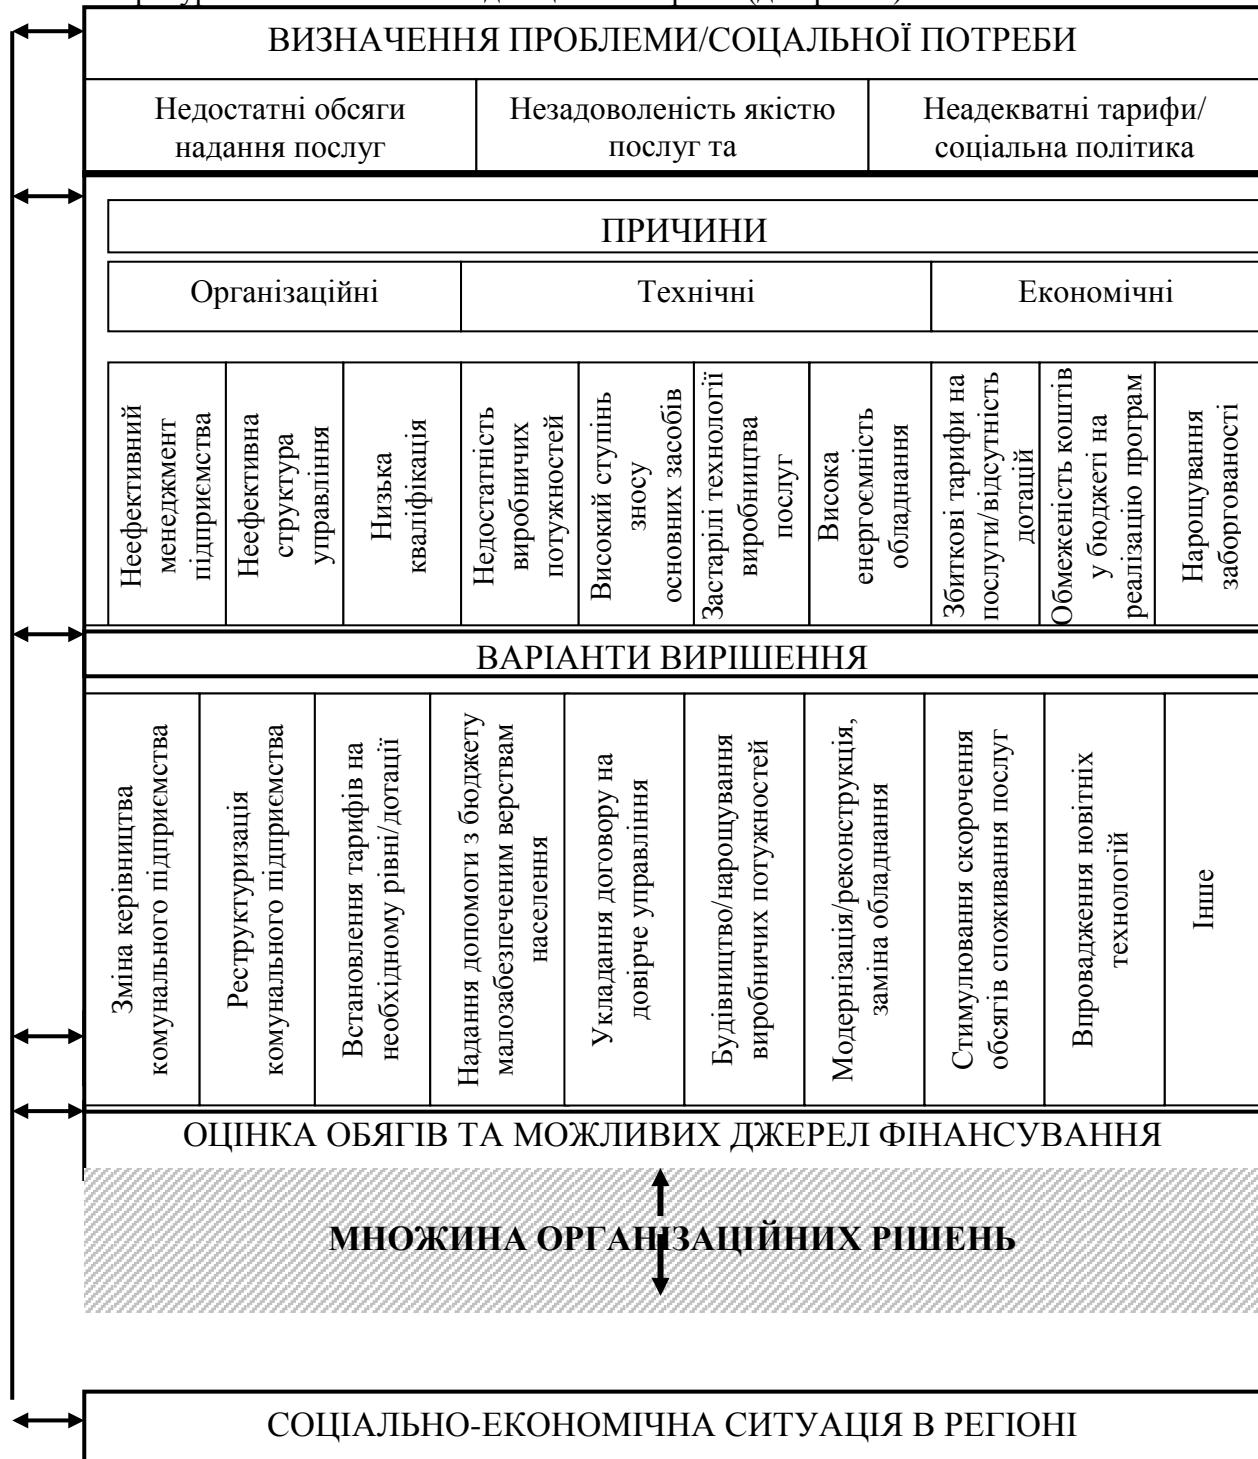 ВИЗНАЧЕННЯ ПРОБЛЕМИ/СОЦАЛЬНОЇ ПОТРЕБИ
Недостатні обсяги
надання послуг
Незадоволеність якістю
послуг та
Неадекватні тарифи/
соціальна політика
ПРИЧИНИ
Організаційні
Технічні
Економічні
Неефективний
менеджмент
підприємства
Неефективна
структура
управління
Низька
кваліфікація
Недостатність
виробничих
потужностей
Високий ступінь
зносу
основних засобів
Застарілі технології
виробництва
послуг
Висока
енергоємність
обладнання
Збиткові тарифи на
послуги/відсутність
дотацій
Обмеженість коштів
у бюджеті на
реалізацію програм
Нарощування
заборгованості
ВАРІАНТИ ВИРІШЕННЯ
Зміна керівництва
комунального підприємства
Реструктуризація
комунального підприємства
Встановлення тарифів на
необхідному рівні/дотації
Надання допомоги з бюджету
малозабезпеченим верствам
населення
Укладання договору на
довірче управління
Будівництво/нарощування
виробничих потужностей
Модернізація/реконструкція,
заміна обладнання
Стимулювання скорочення
обсягів споживання послуг
Впровадження новітніх
технологій
Інше
ОЦІНКА ОБЯГІВ ТА МОЖЛИВИХ ДЖЕРЕЛ ФІНАНСУВАННЯ
МНОЖИНА ОРГАНІЗАЦІЙНИХ РІШЕНЬ
СОЦІАЛЬНО-ЕКОНОМІЧНА СИТУАЦІЯ В РЕГІОНІ